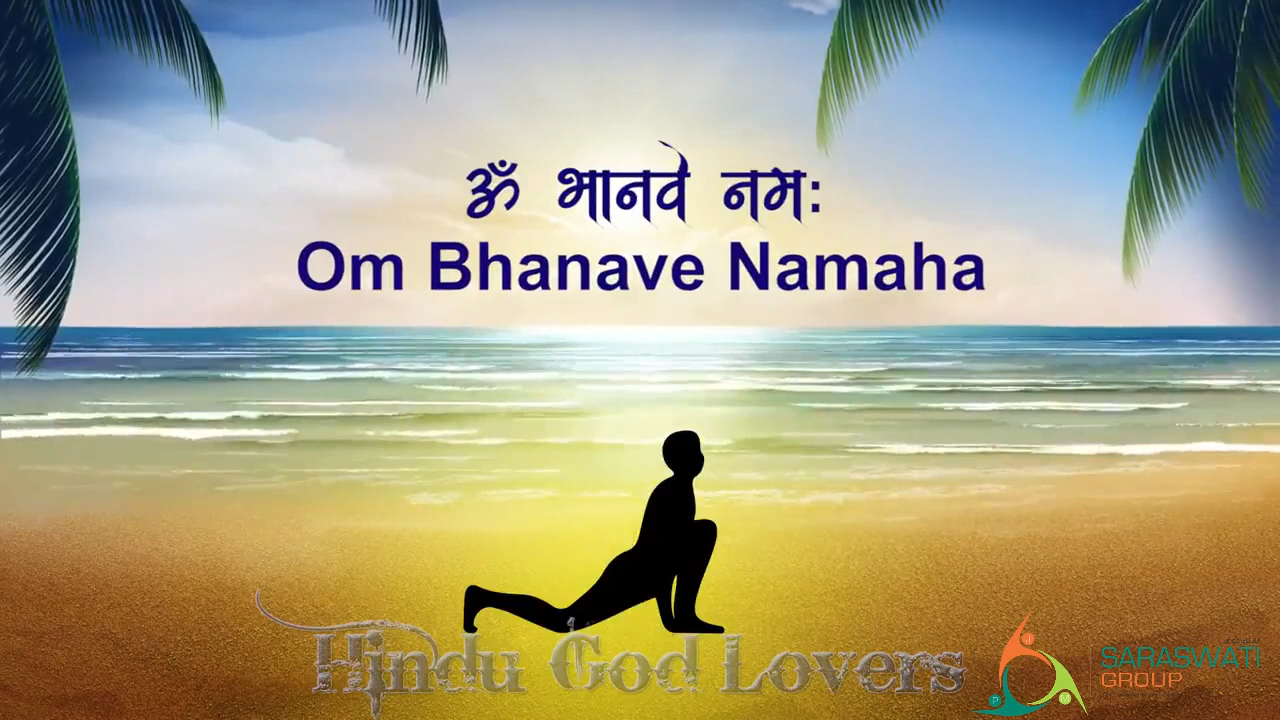 ॐ भानवे नमः
Om Bhanave Namaha
Hindu God Lovers
SARASWATI
GROUP